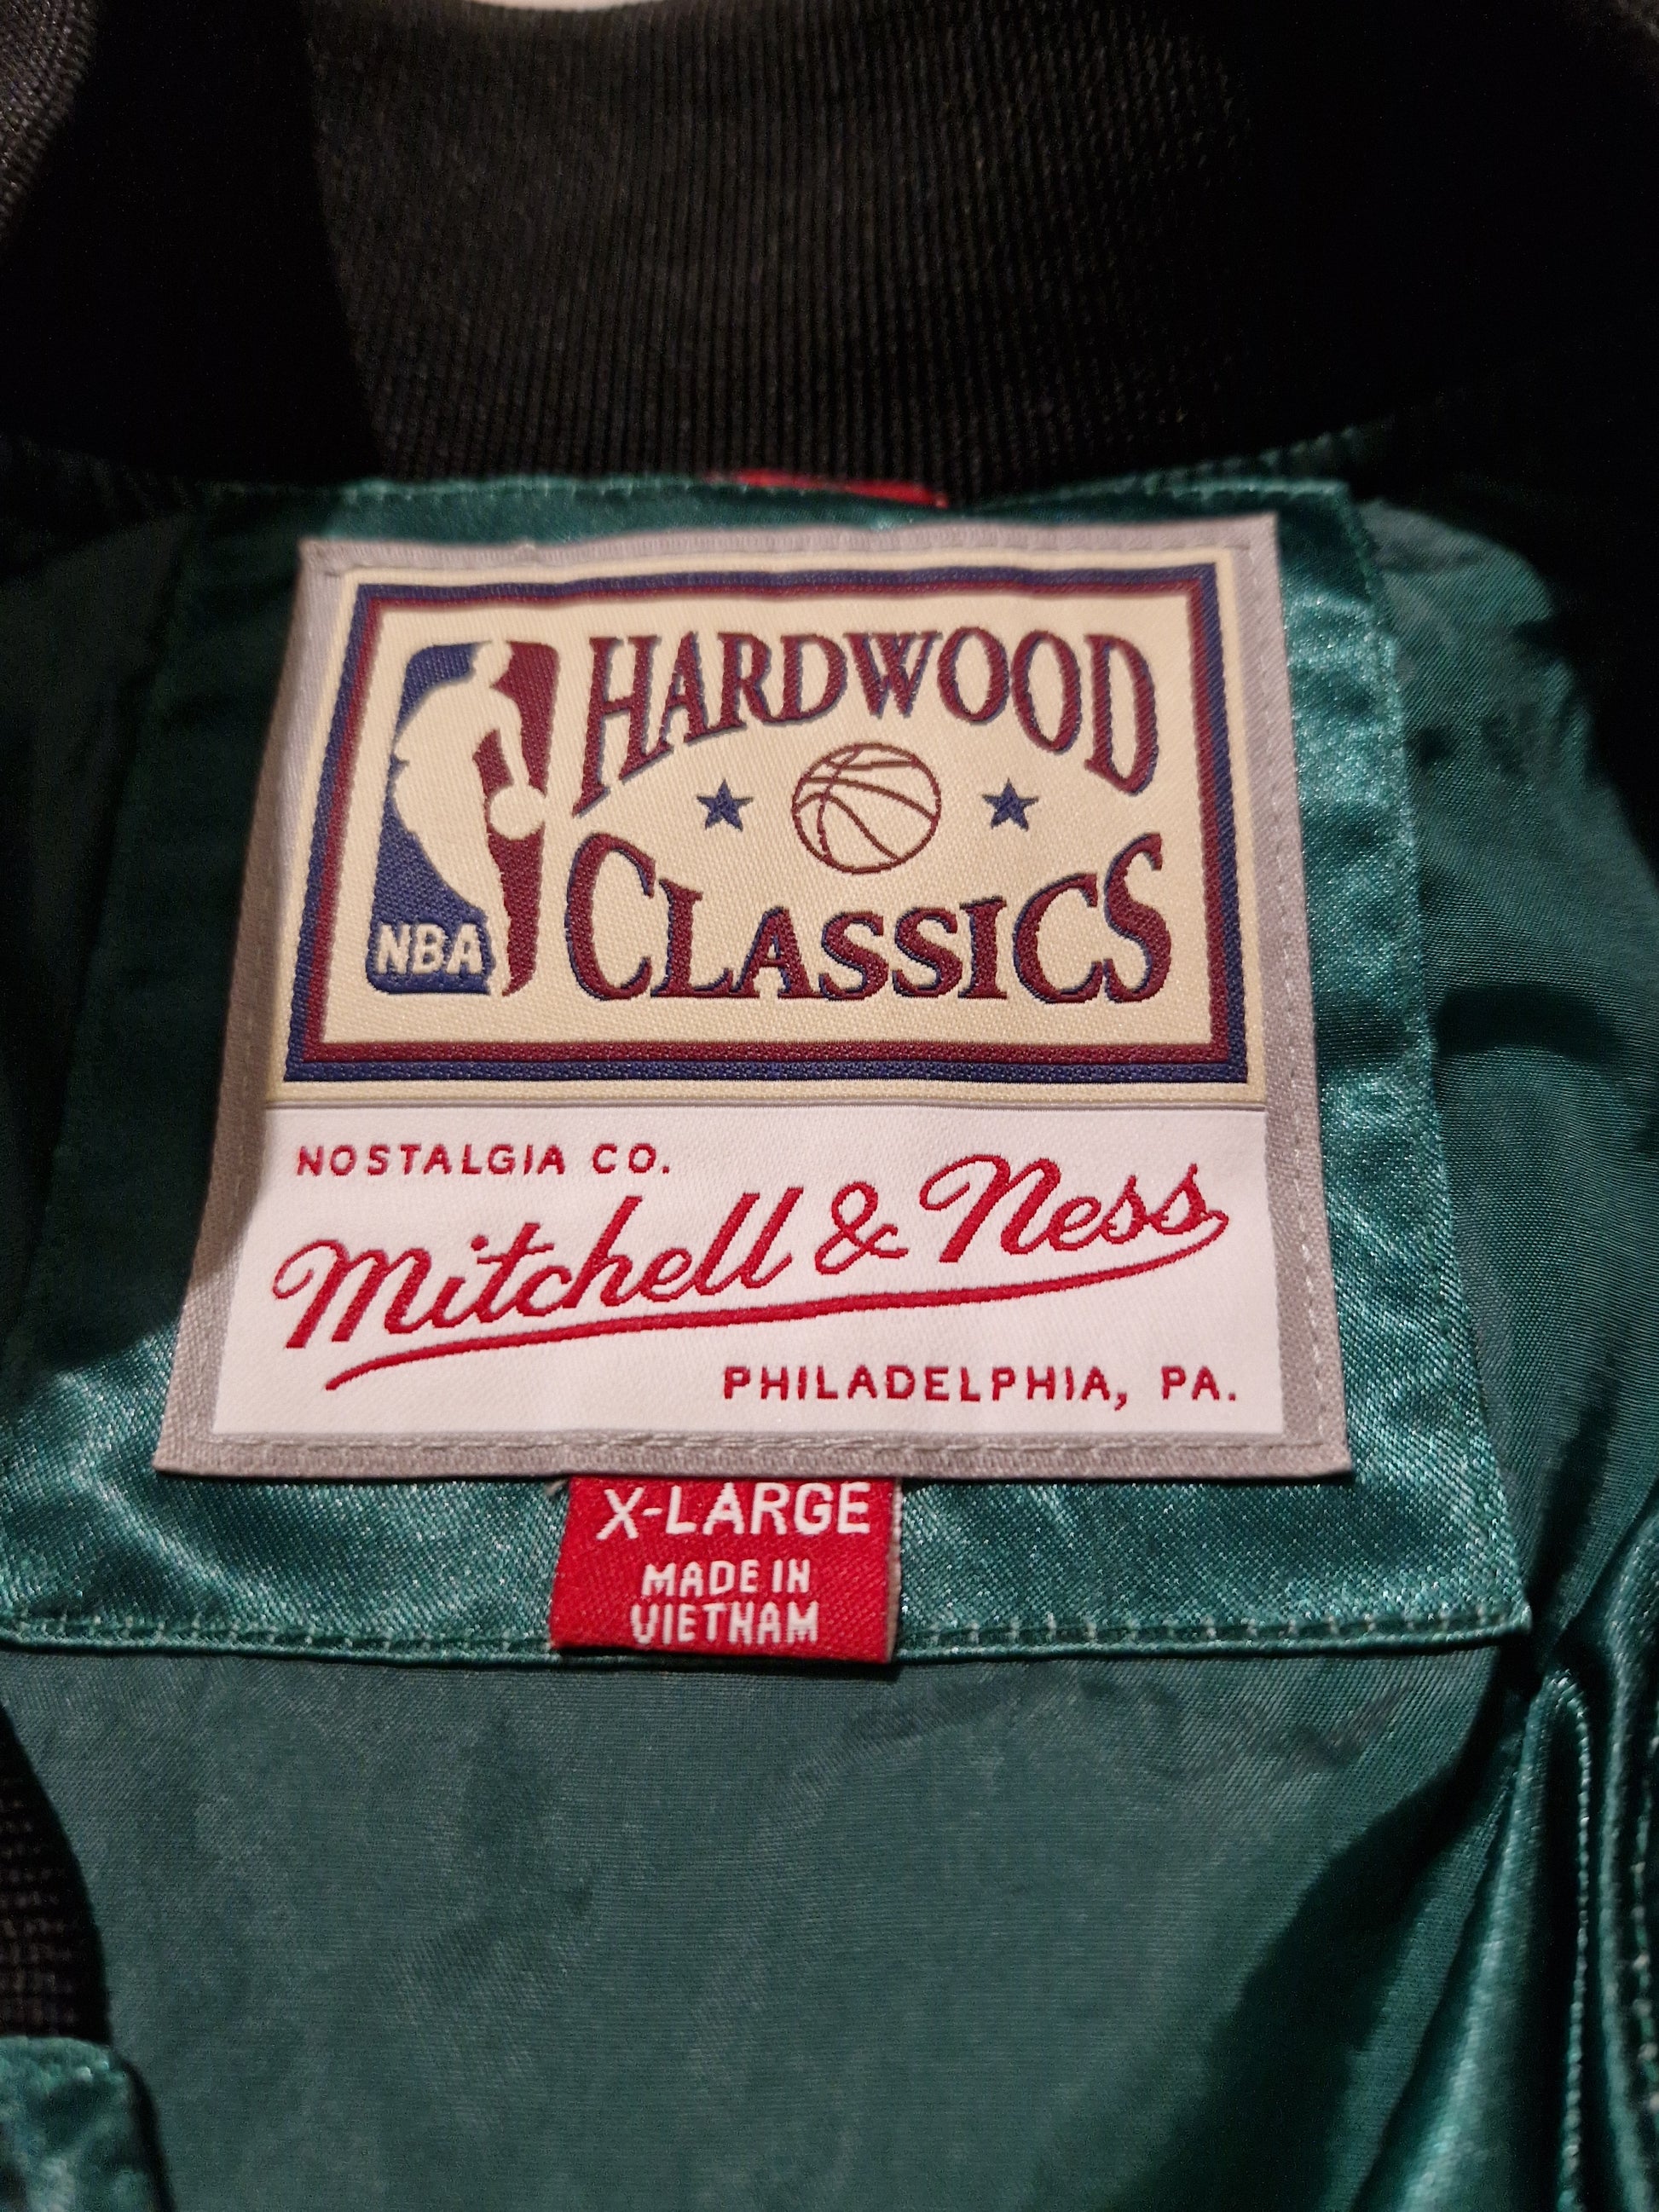 HARDWOOD
CLASSICS
NBA
NOSTALGIA CO.
Mitchell & Ness
PHILADELPHIA, PA.
X-LARGE
MADE IN
VIETNAM